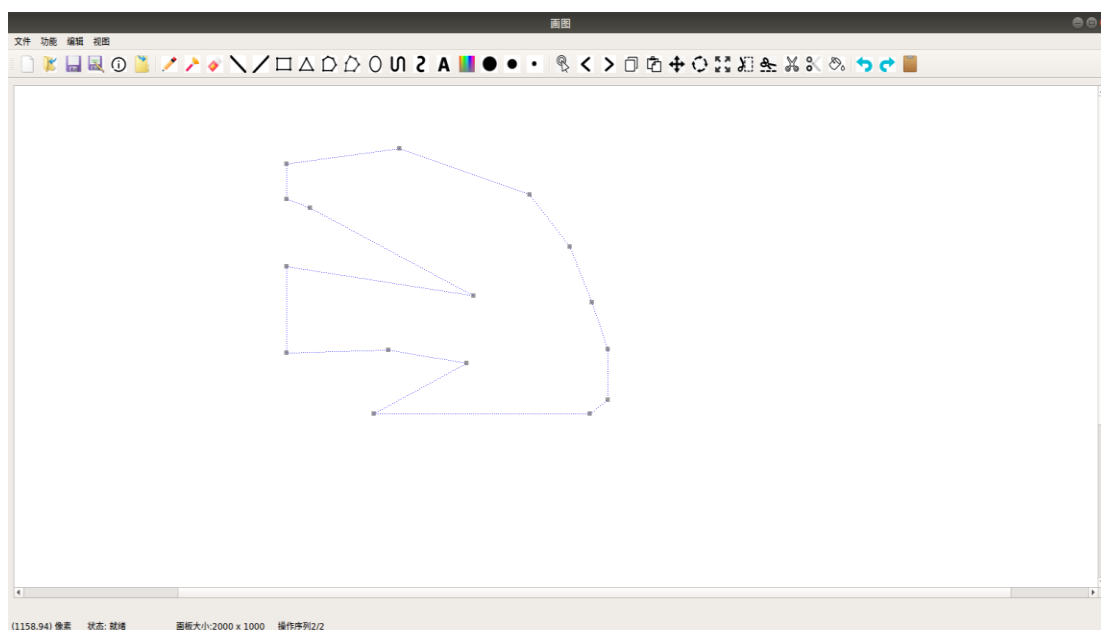 画图
文件 功能 编辑 视图
A
(1158,94) 像素 状态: 就绪 画板大小:2000 x 1000 操作序列2/2